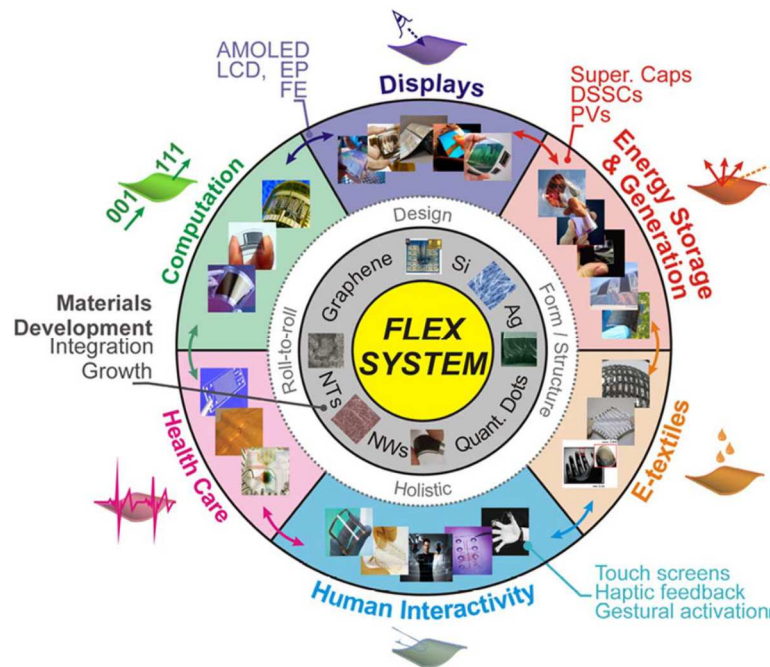 AMOLED
LCD, EP
FE
Displays
Super. Caps
DSSCs
PVs
Energy Storage
& Generation
001
111
Computation
Design
Graphene
Si
Ag
Form / Structure
Roll-to-roll
Materials
Development
Integration
Growth
FLEX
SYSTEM
NTs
NWs
Quant. Dots
Holistic
Health Care
E-textiles
Human Interactivity
Touch screens
Haptic feedback
Gestural activation